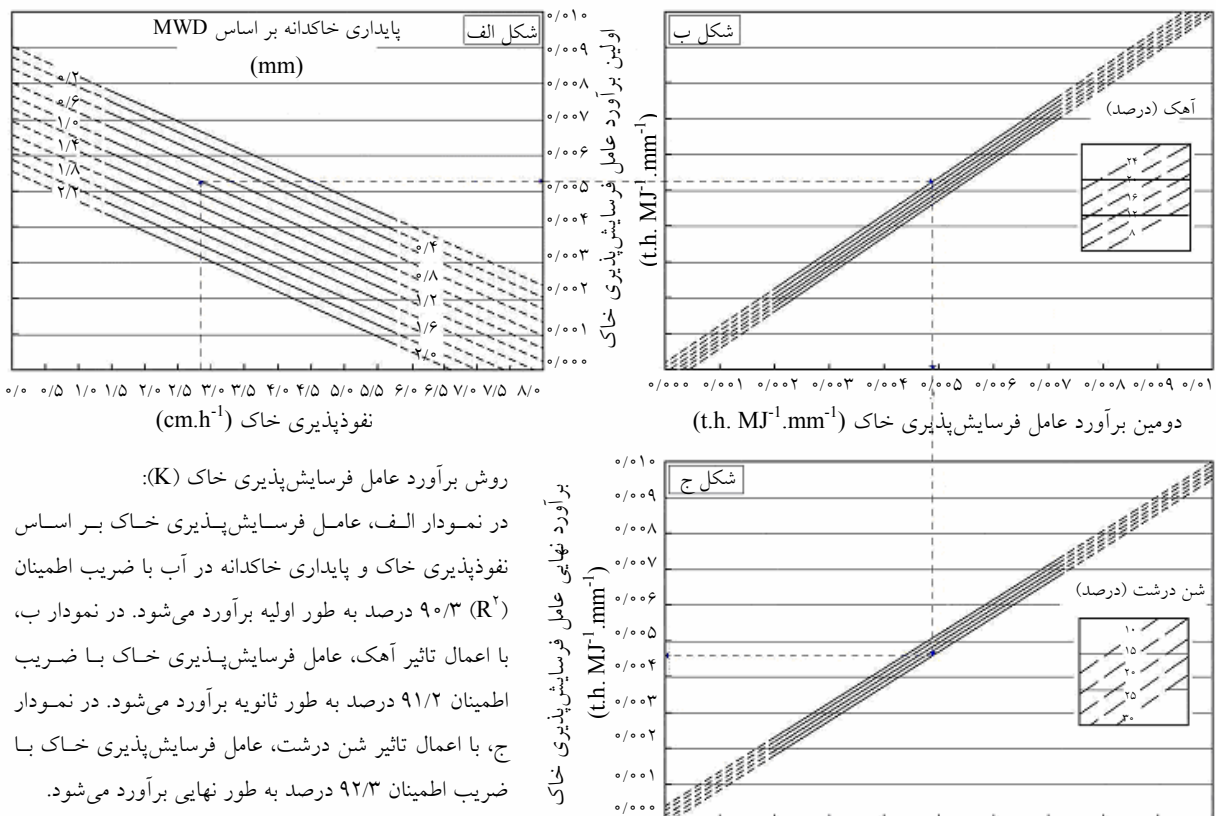 شکل الف
پایداری خاکدانه بر اساس MWD
(mm)
۰/۲
۰/۶
۱/۰
۱/۴
۱/۸
۲/۲
۰/۴
۰/۸
۱/۲
۱/۶
۲/۰
۰/۰ ۰/۵ ۱/۰ ۱/۵ ۲/۰ ۲/۵ ۳/۰ ۳/۵ ۴/۰ ۴/۵ ۵/۰ ۵/۵ ۶/۰ ۶/۵ ۷/۰ ۷/۵ ۸/۰
نفوذپذیری خاک (cm.h-1)
۰/۰۱۰
۰/۰۰۹
۰/۰۰۸
۰/۰۰۷
۰/۰۰۶
۰/۰۰۵
۰/۰۰۴
۰/۰۰۳
۰/۰۰۲
۰/۰۰۱
۰/۰۰۰
اولین برآورد عامل فرسایش‌پذیری خاک
(t.h. MJ-1.mm-1)
شکل ب
آهک (درصد)
۲۴
۲۰
۱۶
۱۲
۸
۰/۰۰۰ ۰/۰۰۱ ۰/۰۰۲ ۰/۰۰۳ ۰/۰۰۴ ۰/۰۰۵ ۰/۰۰۶ ۰/۰۰۷ ۰/۰۰۸ ۰/۰۰۹ ۰/۰۱
دومین برآورد عامل فرسایش‌پذیری خاک (t.h. MJ-1.mm-1)
روش برآورد عامل فرسایش‌پذیری خاک (K):
در نمودار الف، عامل فرسایش‌پذیری خاک بر اساس
نفوذپذیری خاک و پایداری خاکدانه در آب با ضریب اطمینان
(R۲) ۹۰/۳ درصد به طور اولیه برآورد می‌شود. در نمودار ب،
با اعمال تاثیر آهک، عامل فرسایش‌پذیری خاک با ضریب
اطمینان ۹۱/۲ درصد به طور ثانویه برآورد می‌شود. در نمودار
ج، با اعمال تاثیر شن درشت، عامل فرسایش‌پذیری خاک با
ضریب اطمینان ۹۲/۳ درصد به طور نهایی برآورد می‌شود.
برآورد نهایی عامل فرسایش‌پذیری خاک
(t.h. MJ-1.mm-1)
۰/۰۱۰
۰/۰۰۹
۰/۰۰۸
۰/۰۰۷
۰/۰۰۶
۰/۰۰۵
۰/۰۰۴
۰/۰۰۳
۰/۰۰۲
۰/۰۰۱
۰/۰۰۰
شکل ج
شن درشت (درصد)
۱۰
۱۵
۲۰
۲۵
۳۰